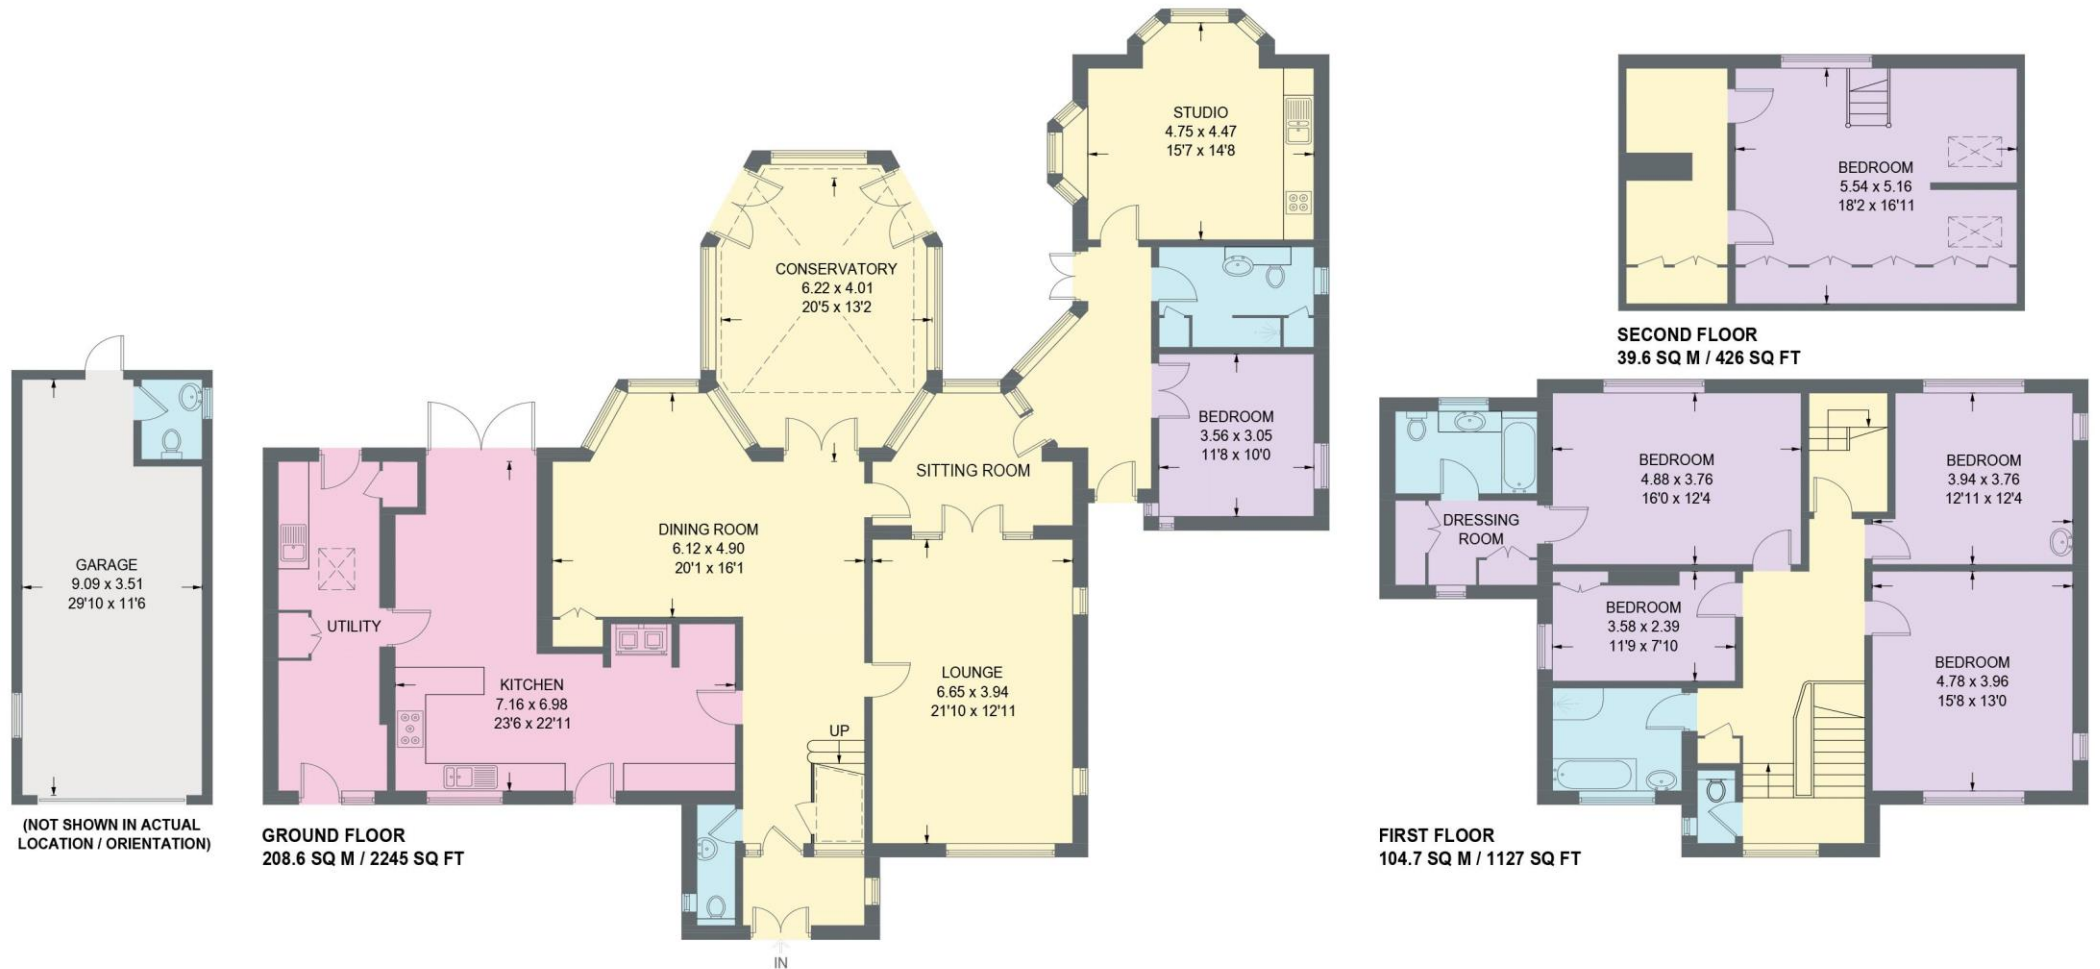 GARAGE
9.09 x 3.51
29'10 x 11'6
(NOT SHOWN IN ACTUAL
LOCATION / ORIENTATION)
UTILITY
KITCHEN
7.16 x 6.98
23'6 x 22'11
DINING ROOM
6.12 x 4.90
20'1 x 16'1
CONSERVATORY
6.22 x 4.01
20'5 x 13'2
SITTING ROOM
LOUNGE
6.65 x 3.94
21'10 x 12'11
UP
IN
STUDIO
4.75 x 4.47
15'7 x 14'8
BEDROOM
3.56 x 3.05
11'8 x 10'0
GROUND FLOOR
208.6 SQ M / 2245 SQ FT
BEDROOM
5.54 x 5.16
18'2 x 16'11
SECOND FLOOR
39.6 SQ M / 426 SQ FT
BEDROOM
4.88 x 3.76
16'0 x 12'4
BEDROOM
3.94 x 3.76
12'11 x 12'4
DRESSING
ROOM
BEDROOM
3.58 x 2.39
11'9 x 7'10
BEDROOM
4.78 x 3.96
15'8 x 13'0
FIRST FLOOR
104.7 SQ M / 1127 SQ FT